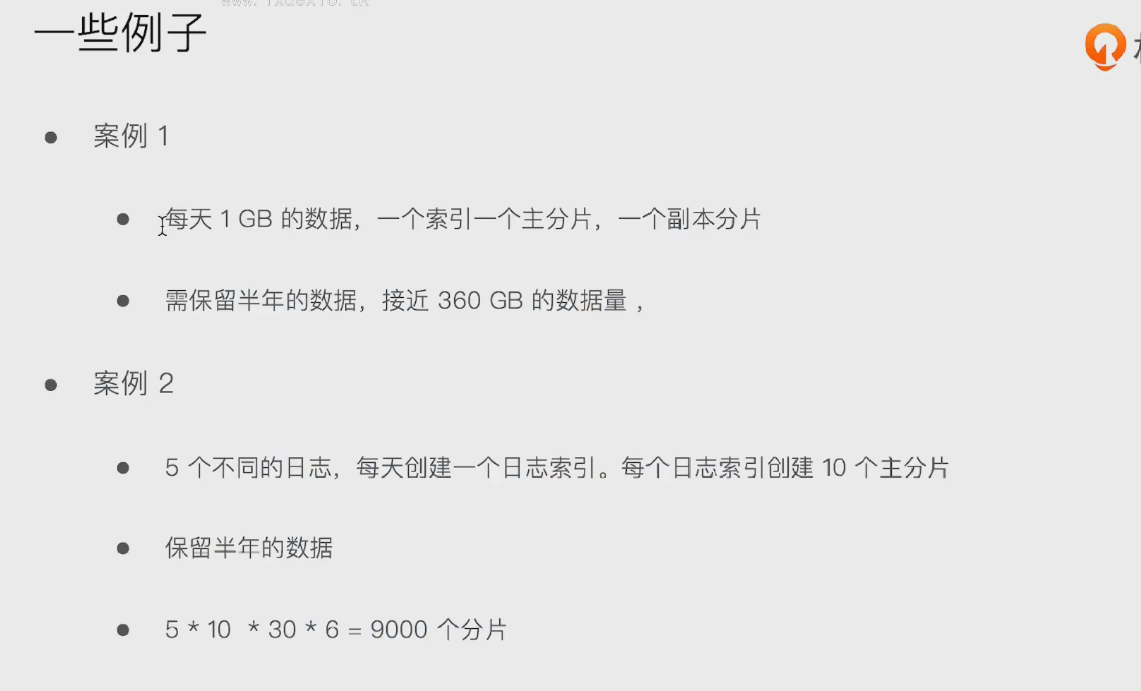 一些例子
案例 1
每天 1 GB 的数据，一个索引一个主分片，一个副本分片
需保留半年的数据，接近 360 GB 的数据量 ，
案例 2
5 个不同的日志，每天创建一个日志索引。每个日志索引创建 10 个主分片
保留半年的数据
5 * 10 * 30 * 6 = 9000 个分片